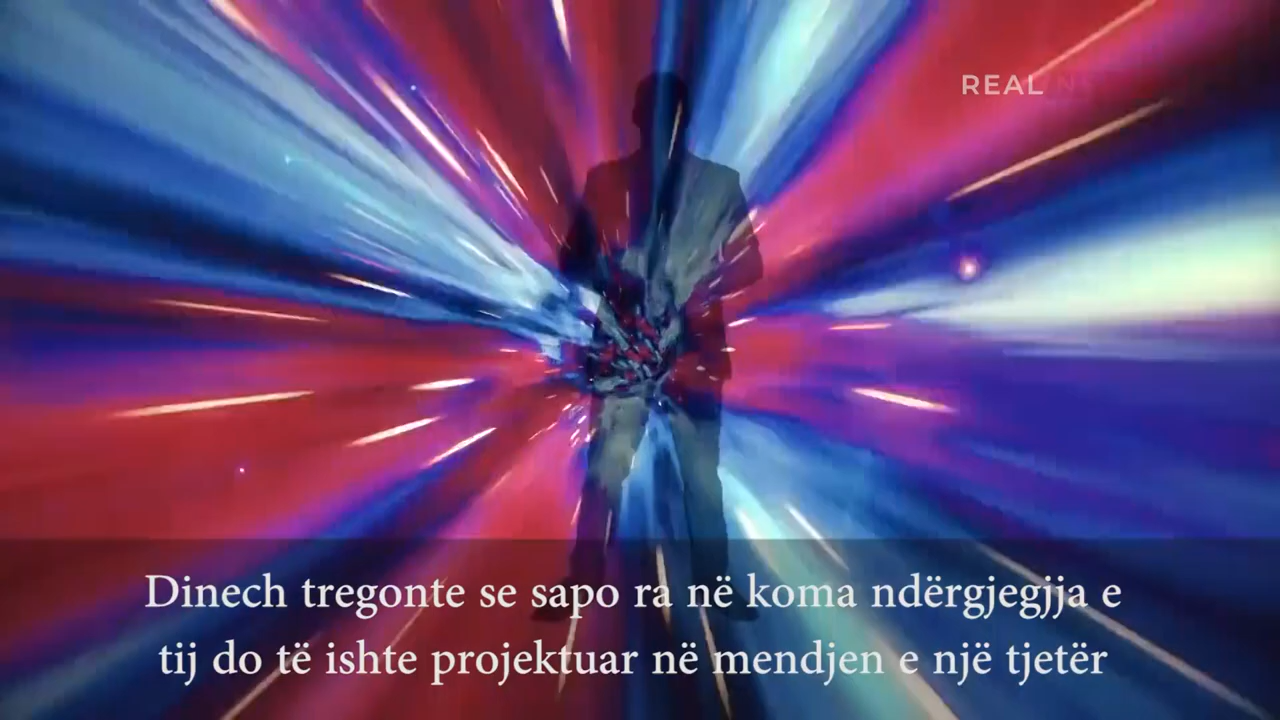 REAL
Dinech tregonte se sapo ra në koma ndërgjegjja e
tij do të ishte projektuar në mendjen e një tjetër